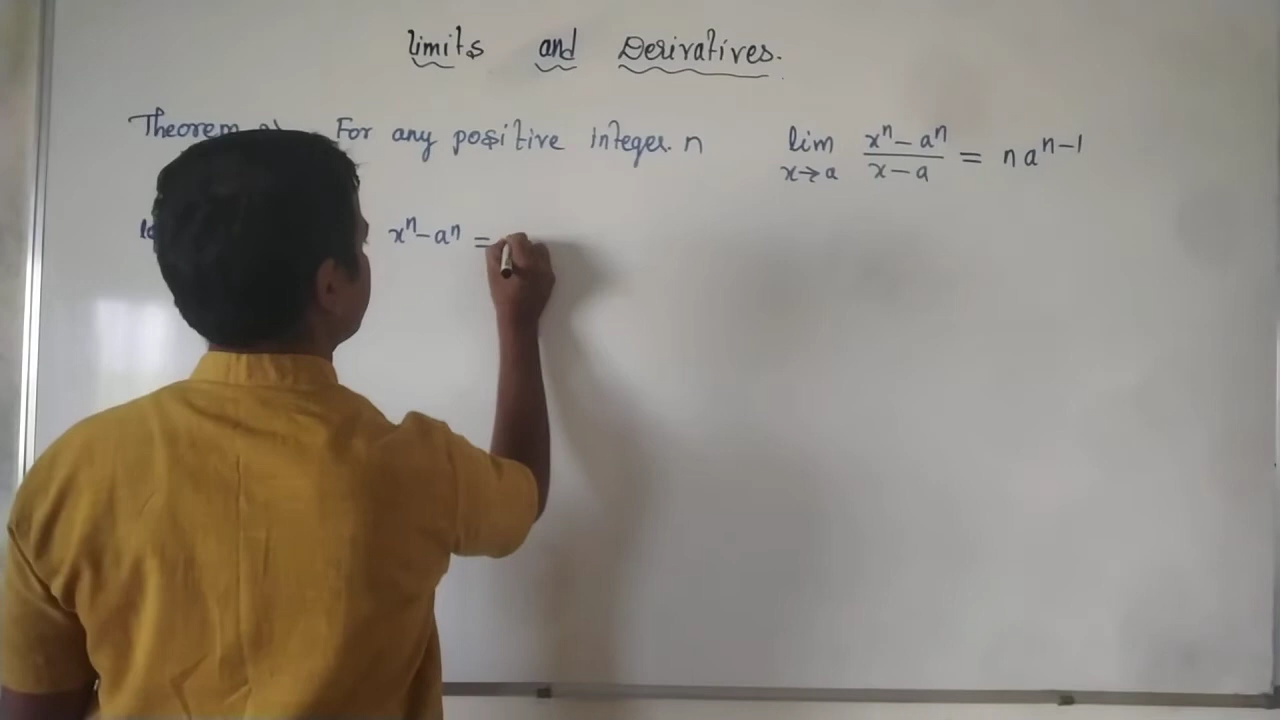 Limits and Derivatives.
Theorem For any positive integer. n lim x→a (xⁿ − aⁿ)/(x − a) = n aⁿ⁻¹
xⁿ − aⁿ =